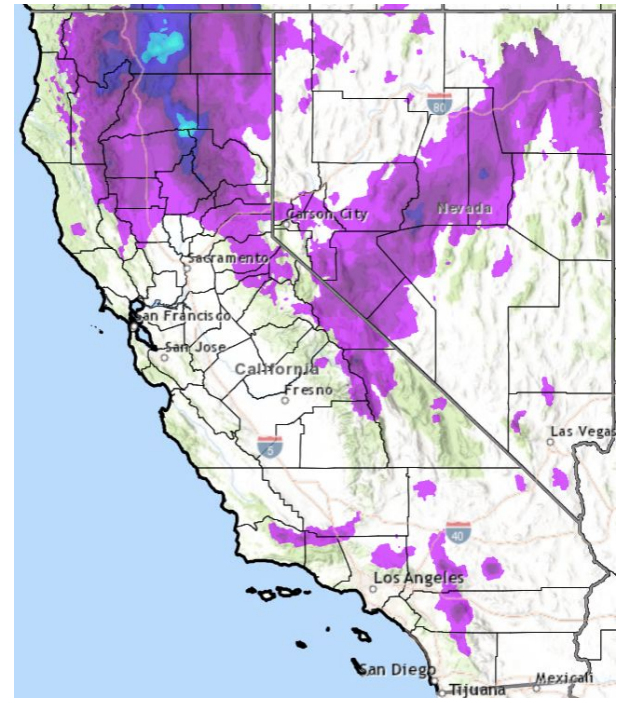 80
Carson City
Nevada
Sacramento
San Francisco
San Jose
California
Fresno
Las Vegas
5
40
Los Angeles
San Diego
Mexicali
Tijuana